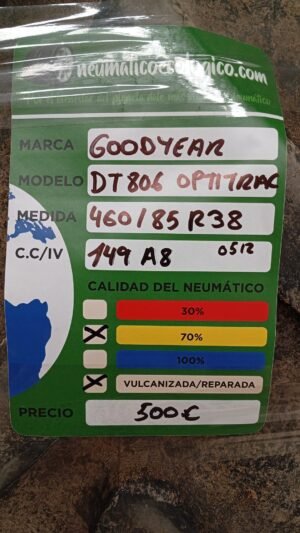 neumaticoecologico.com
MARCA GOODYEAR
MODELO DT806 OPTITRAC
MEDIDA 460/85 R38
C.C/IV 149 A8 0512
CALIDAD DEL NEUMÁTICO
30%
X 70%
100%
X VULCANIZADA/REPARADA
PRECIO 500€